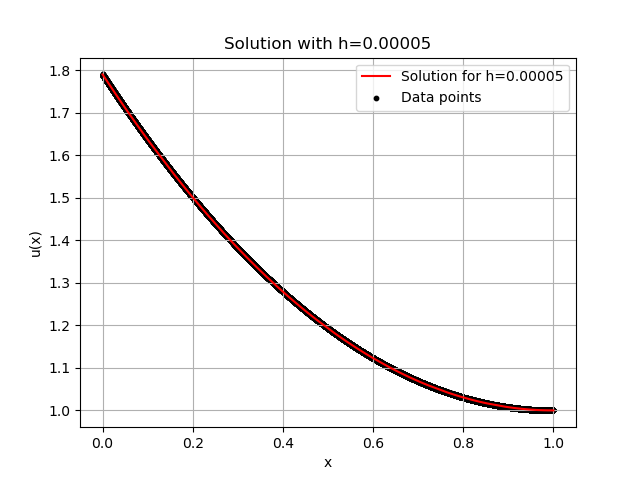 Solution with h=0.00005
Solution for h=0.00005
Data points
1.8
1.7
1.6
1.5
1.4
1.3
1.2
1.1
1.0
u(x)
0.0 0.2 0.4 0.6 0.8 1.0
x